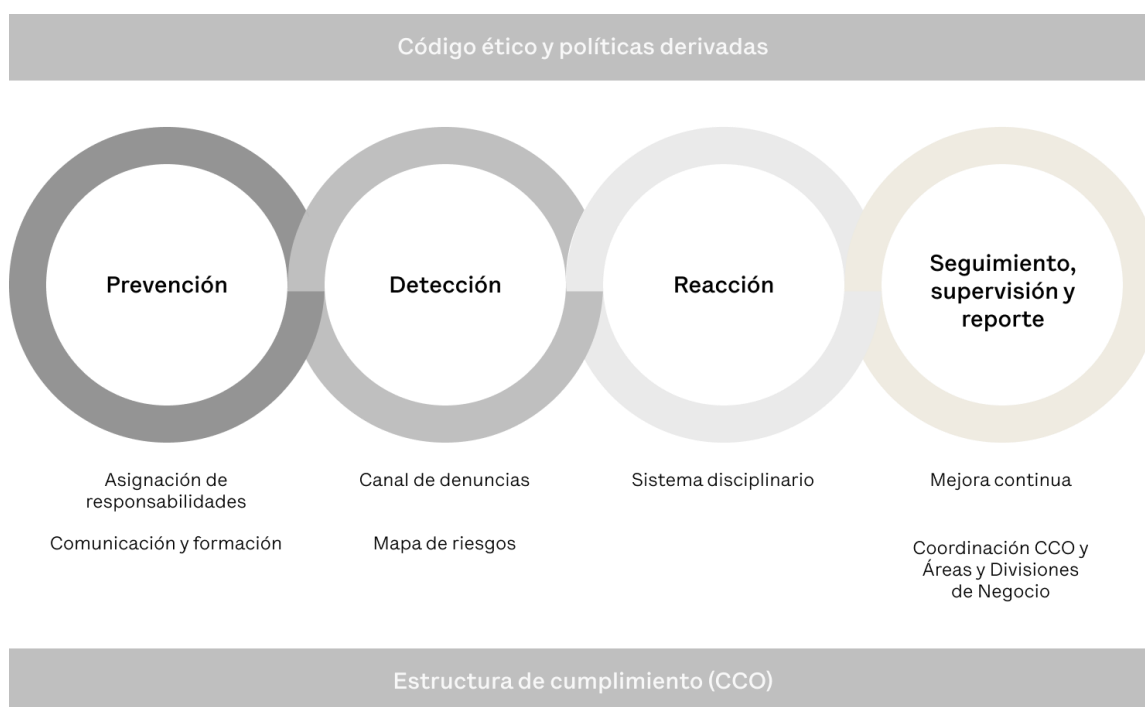 Código ético y políticas derivadas
Prevención
Detección
Reacción
Seguimiento,
supervisión y
reporte
Asignación de
responsabilidades
Comunicación y formación
Canal de denuncias
Mapa de riesgos
Sistema disciplinario
Mejora continua
Coordinación CCO y
Áreas y Divisiones
de Negocio
Estructura de cumplimiento (CCO)